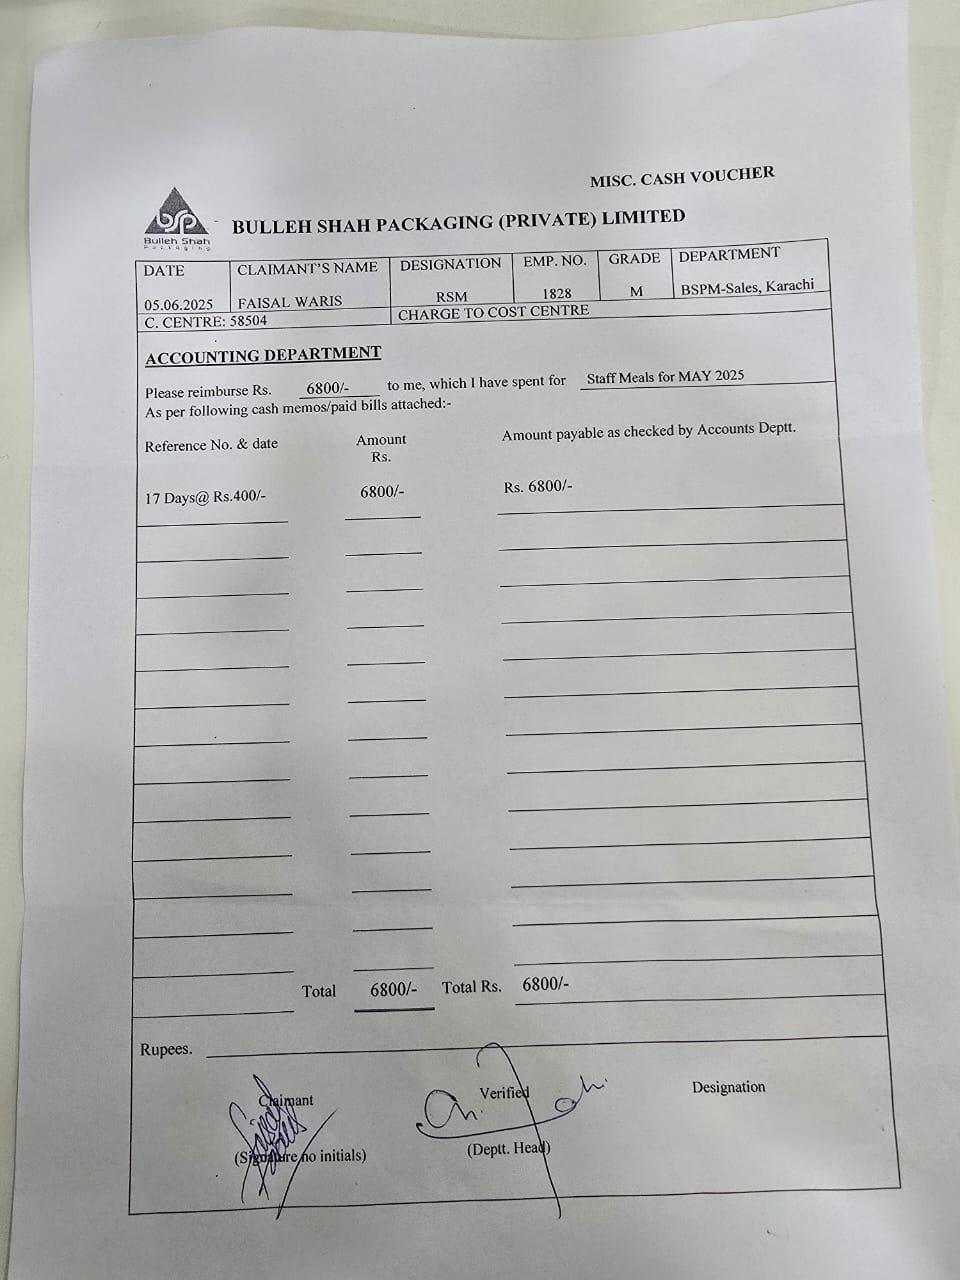 MISC. CASH VOUCHER
bsp
Bulleh Shah
Packaging
BULLEH SHAH PACKAGING (PRIVATE) LIMITED
DATE CLAIMANT'S NAME DESIGNATION EMP. NO. GRADE DEPARTMENT
05.06.2025 FAISAL WARIS RSM 1828 M BSPM-Sales, Karachi
C. CENTRE: 58504 CHARGE TO COST CENTRE
ACCOUNTING DEPARTMENT
Please reimburse Rs. 6800/- to me, which I have spent for Staff Meals for MAY 2025
As per following cash memos/paid bills attached:-
Reference No. & date Amount Amount payable as checked by Accounts Deptt.
Rs.
17 Days@ Rs.400/- 6800/- Rs. 6800/-
Total 6800/- Total Rs. 6800/-
Rupees.
Claimant Verified Designation
(Signature no initials) (Deptt. Head)